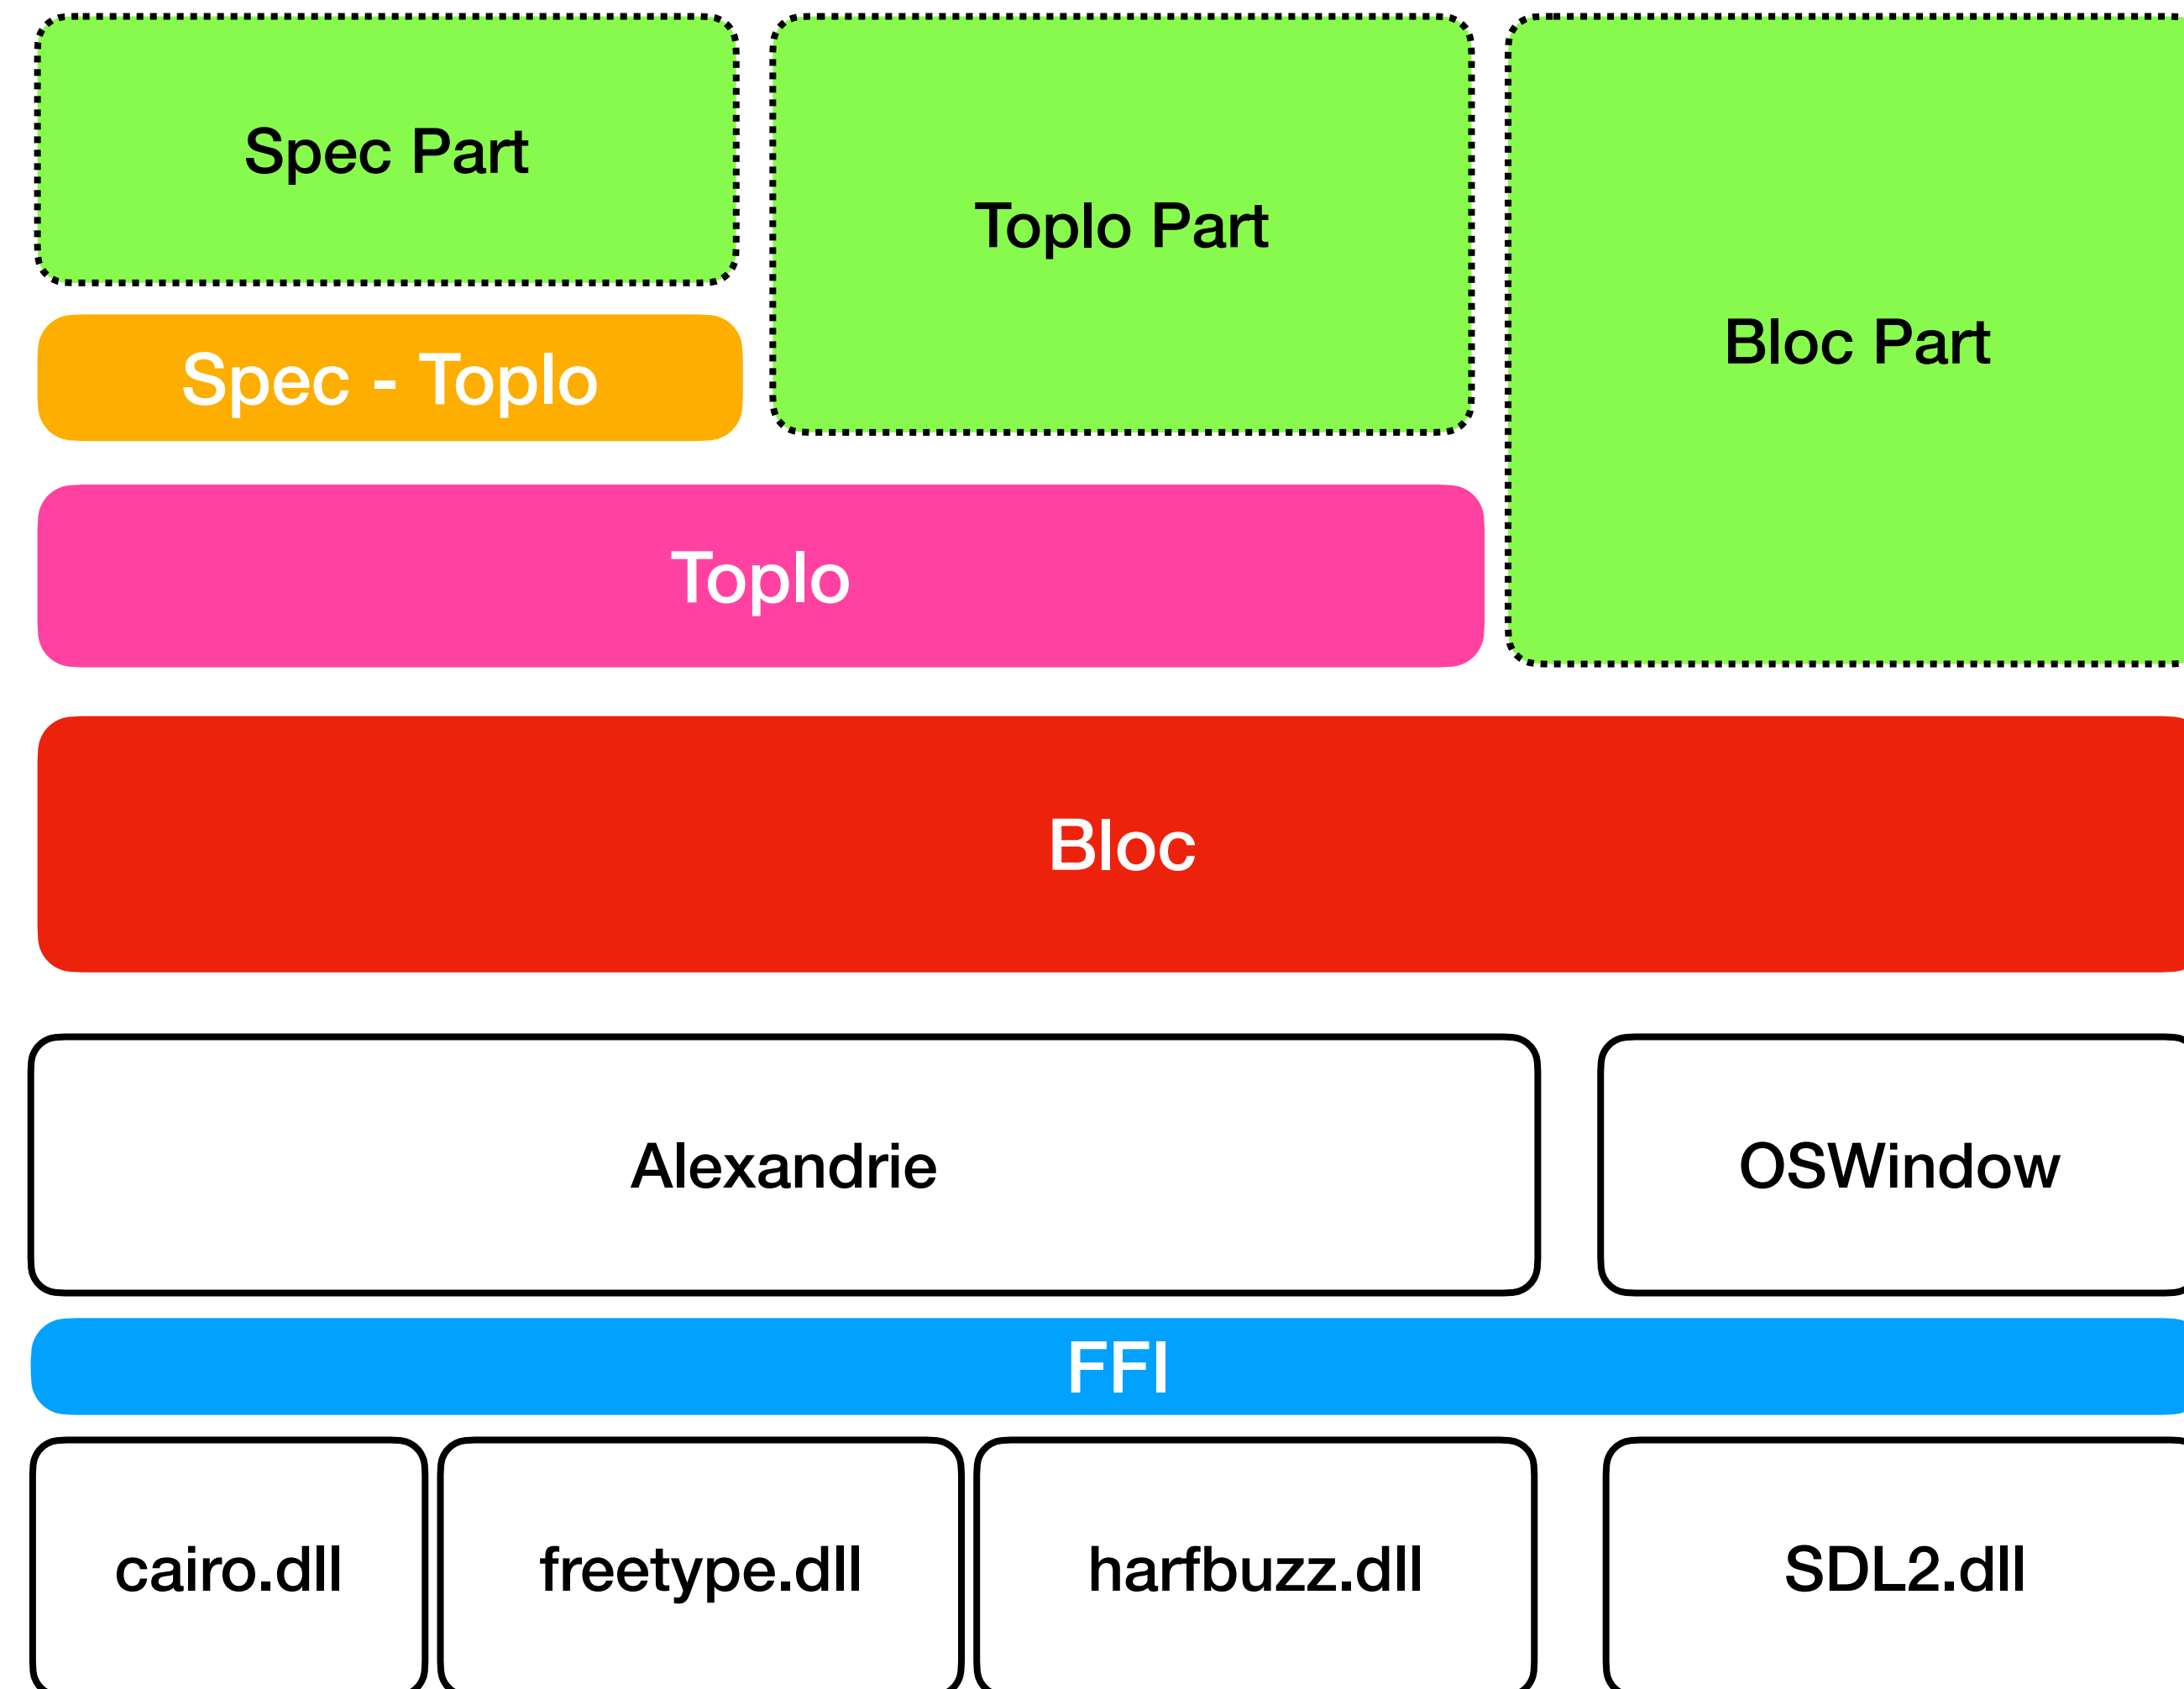 Spec Part
Toplo Part
Bloc Part
Spec - Toplo
Toplo
Bloc
Alexandrie
OSWindow
FFI
cairo.dll
freetype.dll
harfbuzz.dll
SDL2.dll